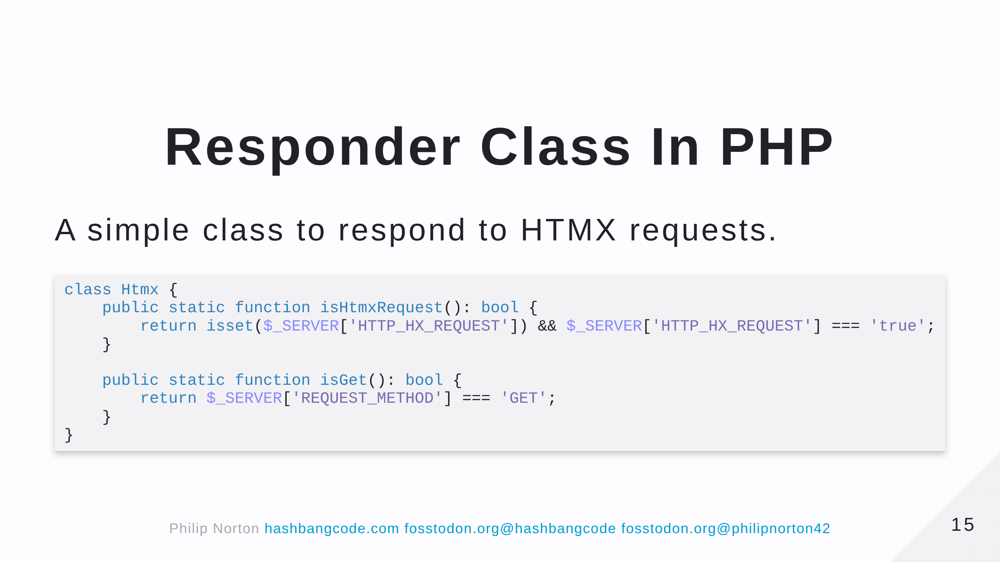 Responder Class In PHP
A simple class to respond to HTMX requests.
class Htmx {
    public static function isHtmxRequest(): bool {
        return isset($_SERVER['HTTP_HX_REQUEST']) && $_SERVER['HTTP_HX_REQUEST'] === 'true';
    }

    public static function isGet(): bool {
        return $_SERVER['REQUEST_METHOD'] === 'GET';
    }
}
Philip Norton hashbangcode.com fosstodon.org@hashbangcode fosstodon.org@philipnorton42
15